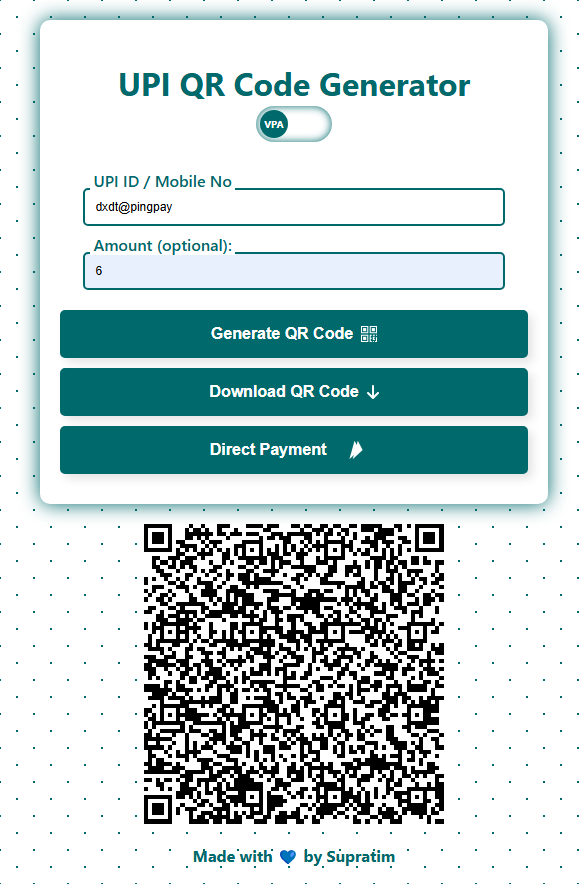 UPI QR Code Generator
VPA
UPI ID / Mobile No
dxdt@pingpay
Amount (optional):
6
Generate QR Code
Download QR Code
Direct Payment
Made with 💙 by Supratim